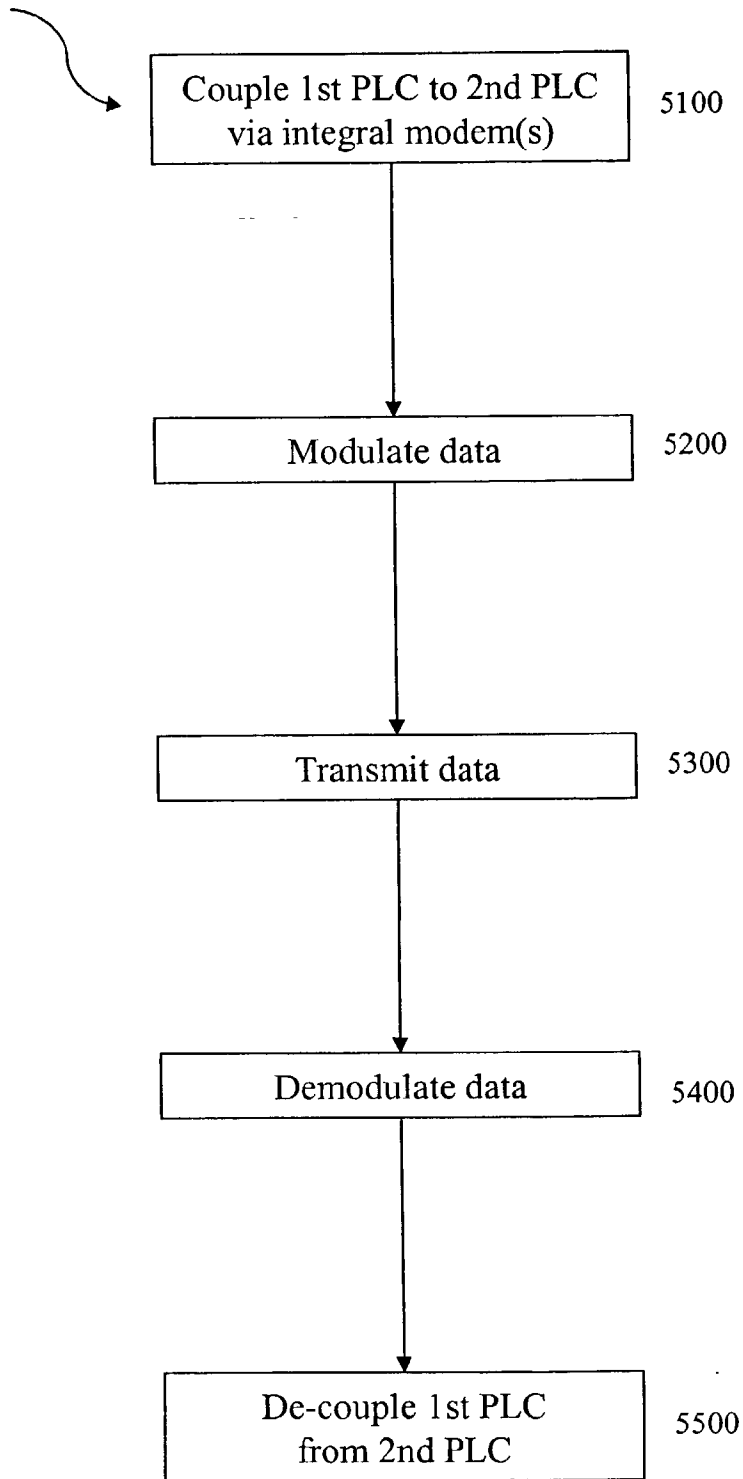 Couple 1st PLC to 2nd PLC
via integral modem(s)
5100
Modulate data
5200
Transmit data
5300
Demodulate data
5400
De-couple 1st PLC
from 2nd PLC
5500